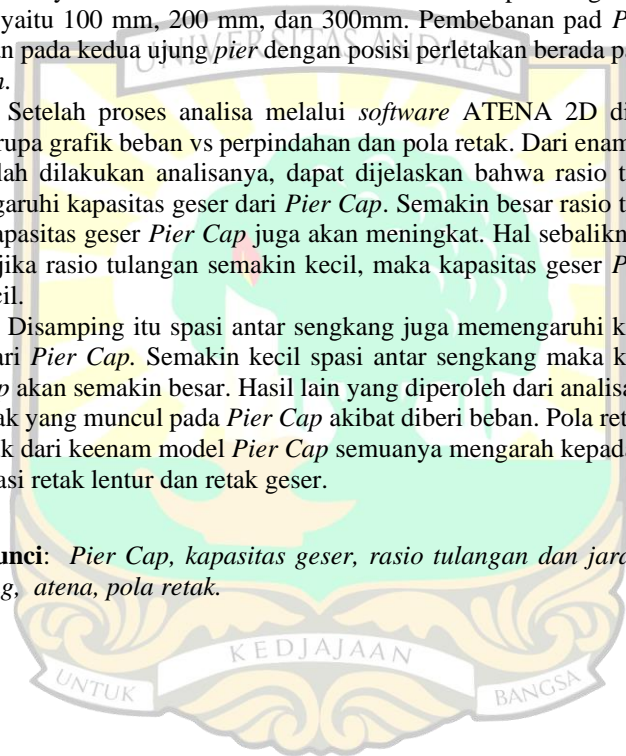 yaitu 100 mm, 200 mm, dan 300mm. Pembebanan pad P
n pada kedua ujung pier dengan posisi perletakan berada p
UNIVERSITAS ANDALAS
Setelah proses analisa melalui software ATENA 2D di
rupa grafik beban vs perpindahan dan pola retak. Dari enam
lah dilakukan analisanya, dapat dijelaskan bahwa rasio t
garuhi kapasitas geser dari Pier Cap. Semakin besar rasio t
apasitas geser Pier Cap juga akan meningkat. Hal sebalikn
jika rasio tulangan semakin kecil, maka kapasitas geser P
cil.
Disamping itu spasi antar sengkang juga memengaruhi k
ari Pier Cap. Semakin kecil spasi antar sengkang maka k
p akan semakin besar. Hasil lain yang diperoleh dari analisa
ak yang muncul pada Pier Cap akibat diberi beban. Pola ret
k dari keenam model Pier Cap semuanya mengarah kepada
asi retak lentur dan retak geser.
unci: Pier Cap, kapasitas geser, rasio tulangan dan jara
g, atena, pola retak.
UNTUK KEDJAJAAN BANGSA